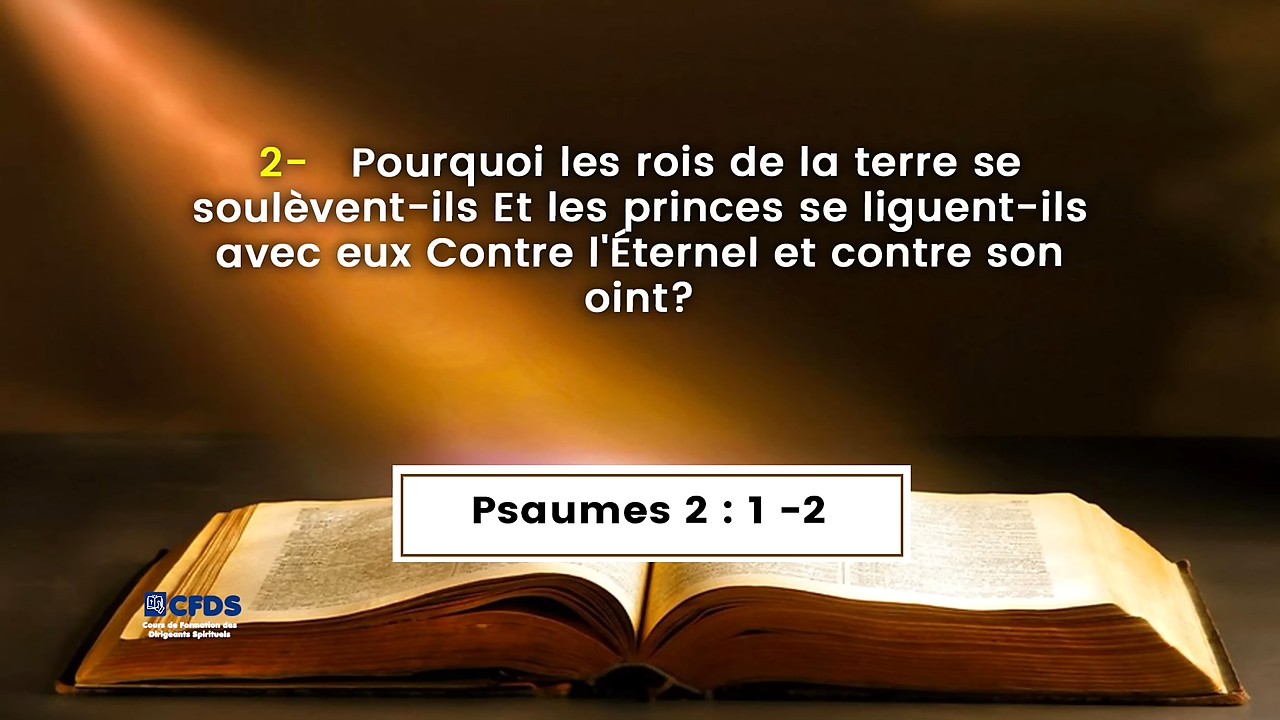 2- Pourquoi les rois de la terre se
soulèvent-ils Et les princes se liguent-ils
avec eux Contre l'Éternel et contre son
oint?
Psaumes 2 : 1 -2
CFDS
Cours de Formation des
Dirigeants Spirituels